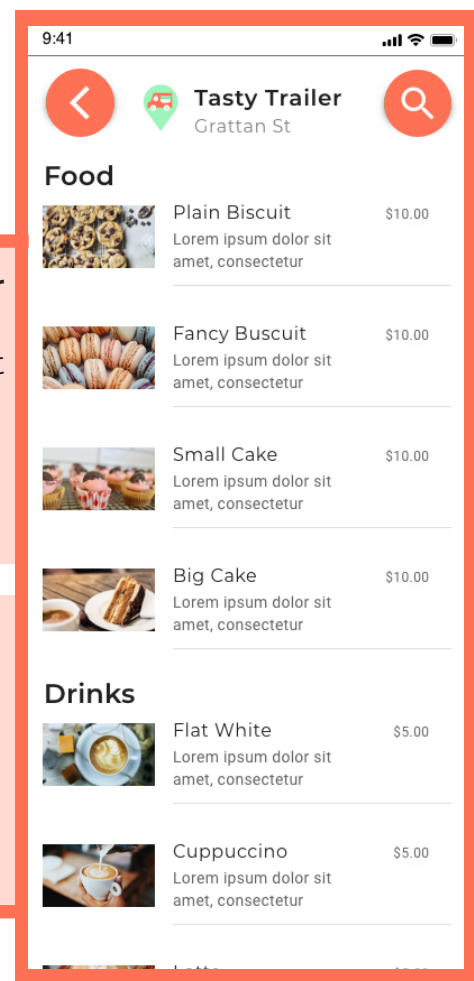 9:41
Tasty Trailer
Grattan St
Food
Plain Biscuit $10.00
Lorem ipsum dolor sit
amet, consectetur
Fancy Buscuit $10.00
Lorem ipsum dolor sit
amet, consectetur
Small Cake $10.00
Lorem ipsum dolor sit
amet, consectetur
Big Cake $10.00
Lorem ipsum dolor sit
amet, consectetur
Drinks
Flat White $5.00
Lorem ipsum dolor sit
amet, consectetur
Cuppuccino $5.00
Lorem ipsum dolor sit
amet, consectetur